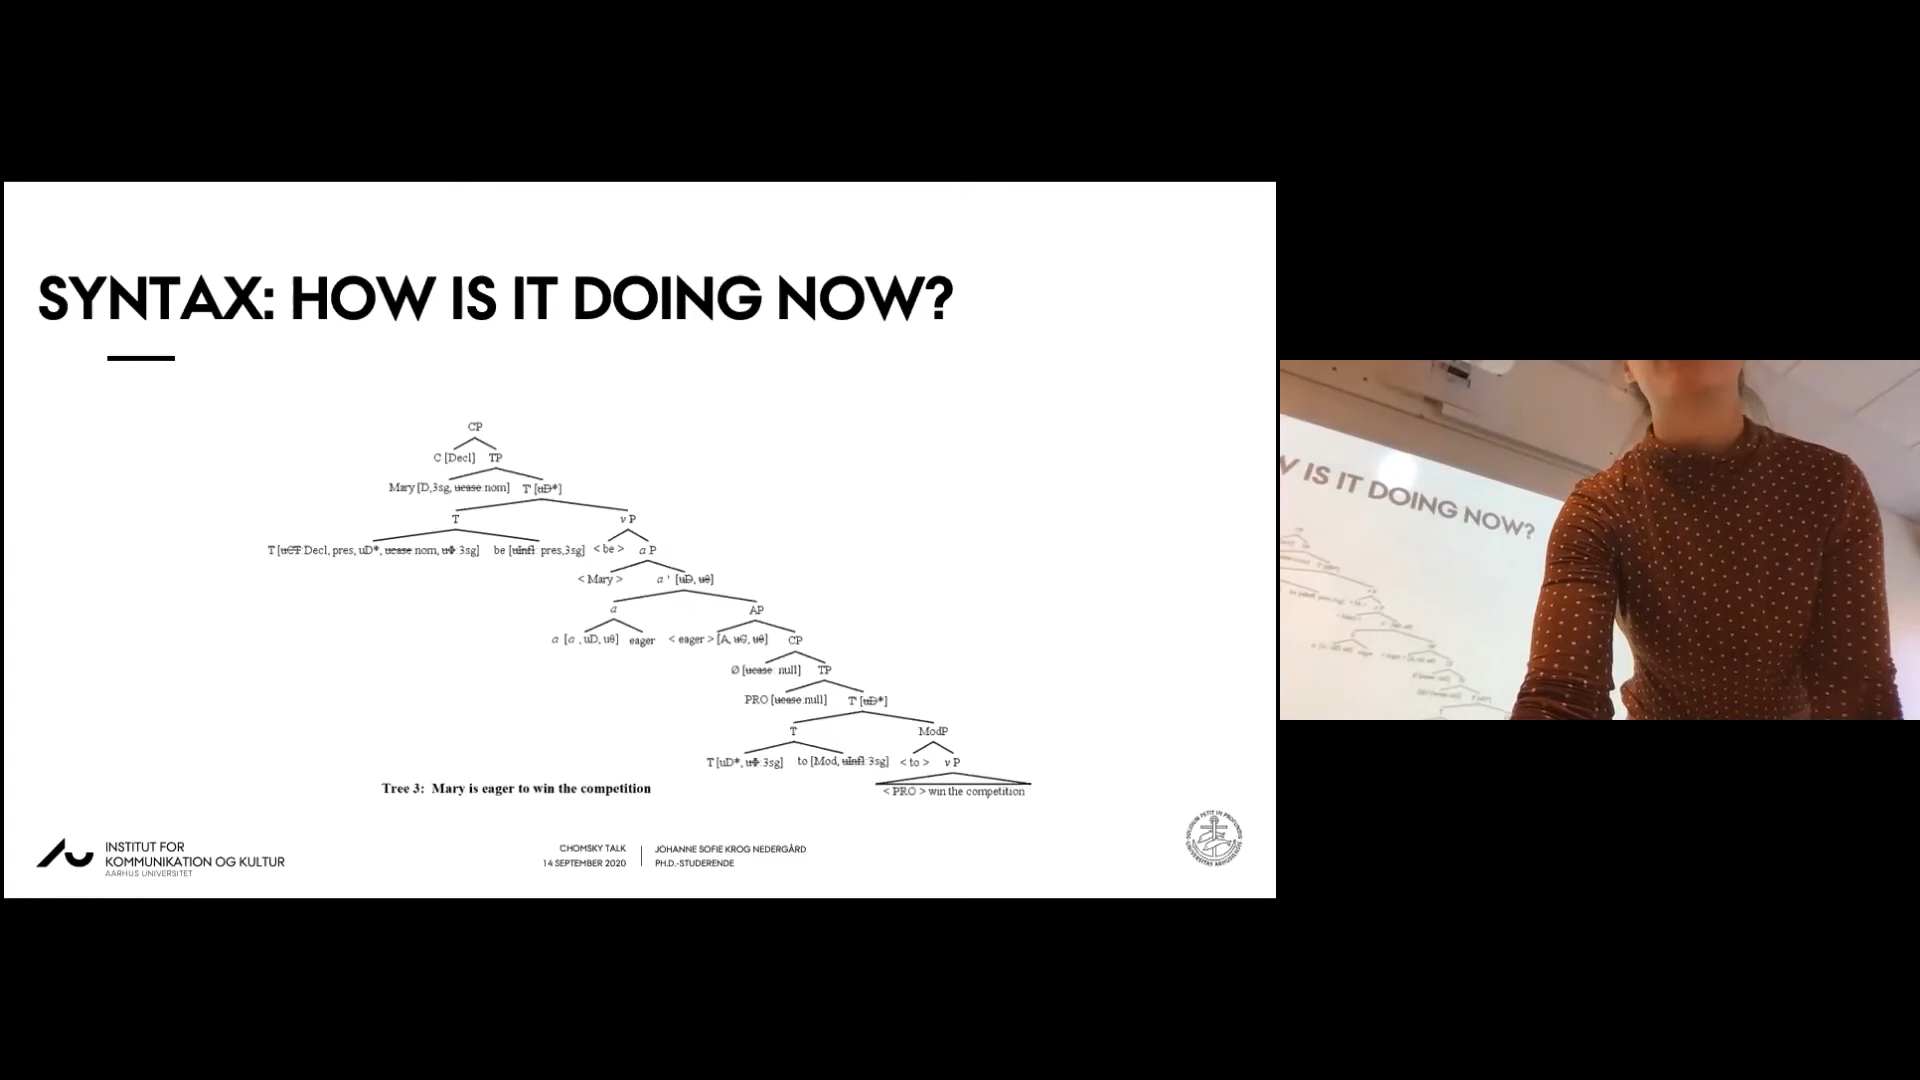 SYNTAX: HOW IS IT DOING NOW?
CP
C [Decl] TP
Mary [D,3sg, ucase:nom] T' [uD*]
T vP
T [uCT:Decl, pres, uD*, ucase:nom, uΦ:3sg] be [uInfl: pres,3sg] < be > aP
< Mary > a ' [uD, uθ]
a AP
a [a , uD, uθ] eager < eager > [A, uC, uθ] CP
Ø [ucase: null] TP
PRO [ucase:null] T' [uD*]
T ModP
T [uD*, uΦ:3sg] to [Mod, uInfl:3sg] < to > vP
< PRO > win the competition
Tree 3: Mary is eager to win the competition
INSTITUT FOR
KOMMUNIKATION OG KULTUR
AARHUS UNIVERSITET
CHOMSKY TALK
14 SEPTEMBER 2020
JOHANNE SOFIE KROG NEDERGÅRD
PH.D.-STUDERENDE
IS IT DOING NOW?